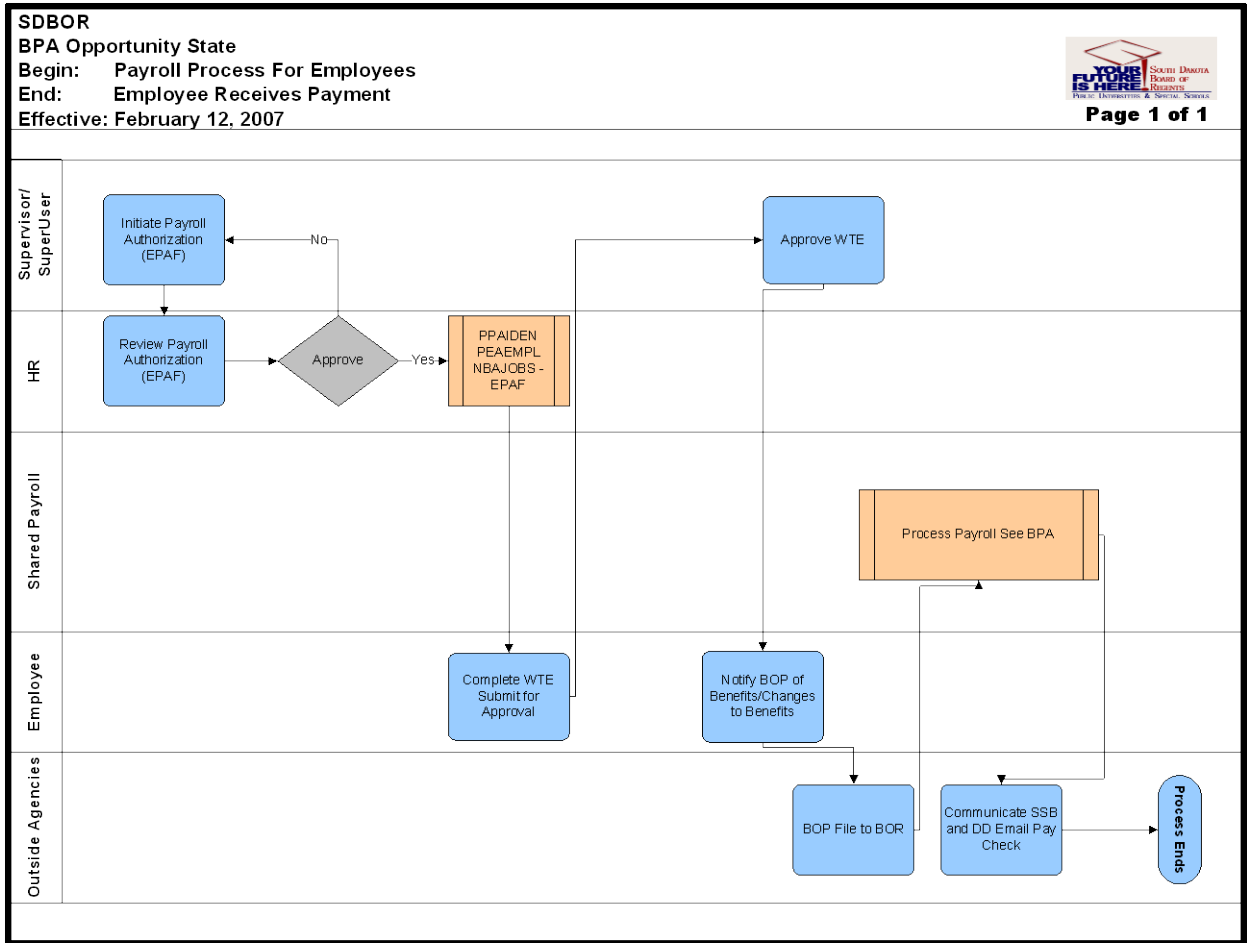 SDBOR
BPA Opportunity State
Begin: Payroll Process For Employees
End: Employee Receives Payment
Effective: February 12, 2007
YOUR
FUTURE
IS HERE!
SOUTH DAKOTA
BOARD OF
REGENTS
PUBLIC UNIVERSITIES & SPECIAL SCHOOLS
Page 1 of 1
Supervisor/
SuperUser
Initiate Payroll
Authorization
(EPAF)
No
Approve WTE
HR
Review Payroll
Authorization
(EPAF)
Approve
Yes
PPAIDEN
PEAEMPL
NBAJOBS -
EPAF
Shared Payroll
Process Payroll See BPA
Employee
Complete WTE
Submit for
Approval
Notify BOP of
Benefits/Changes
to Benefits
Outside Agencies
BOP File to BOR
Communicate SSB
and DD Email Pay
Check
Process Ends